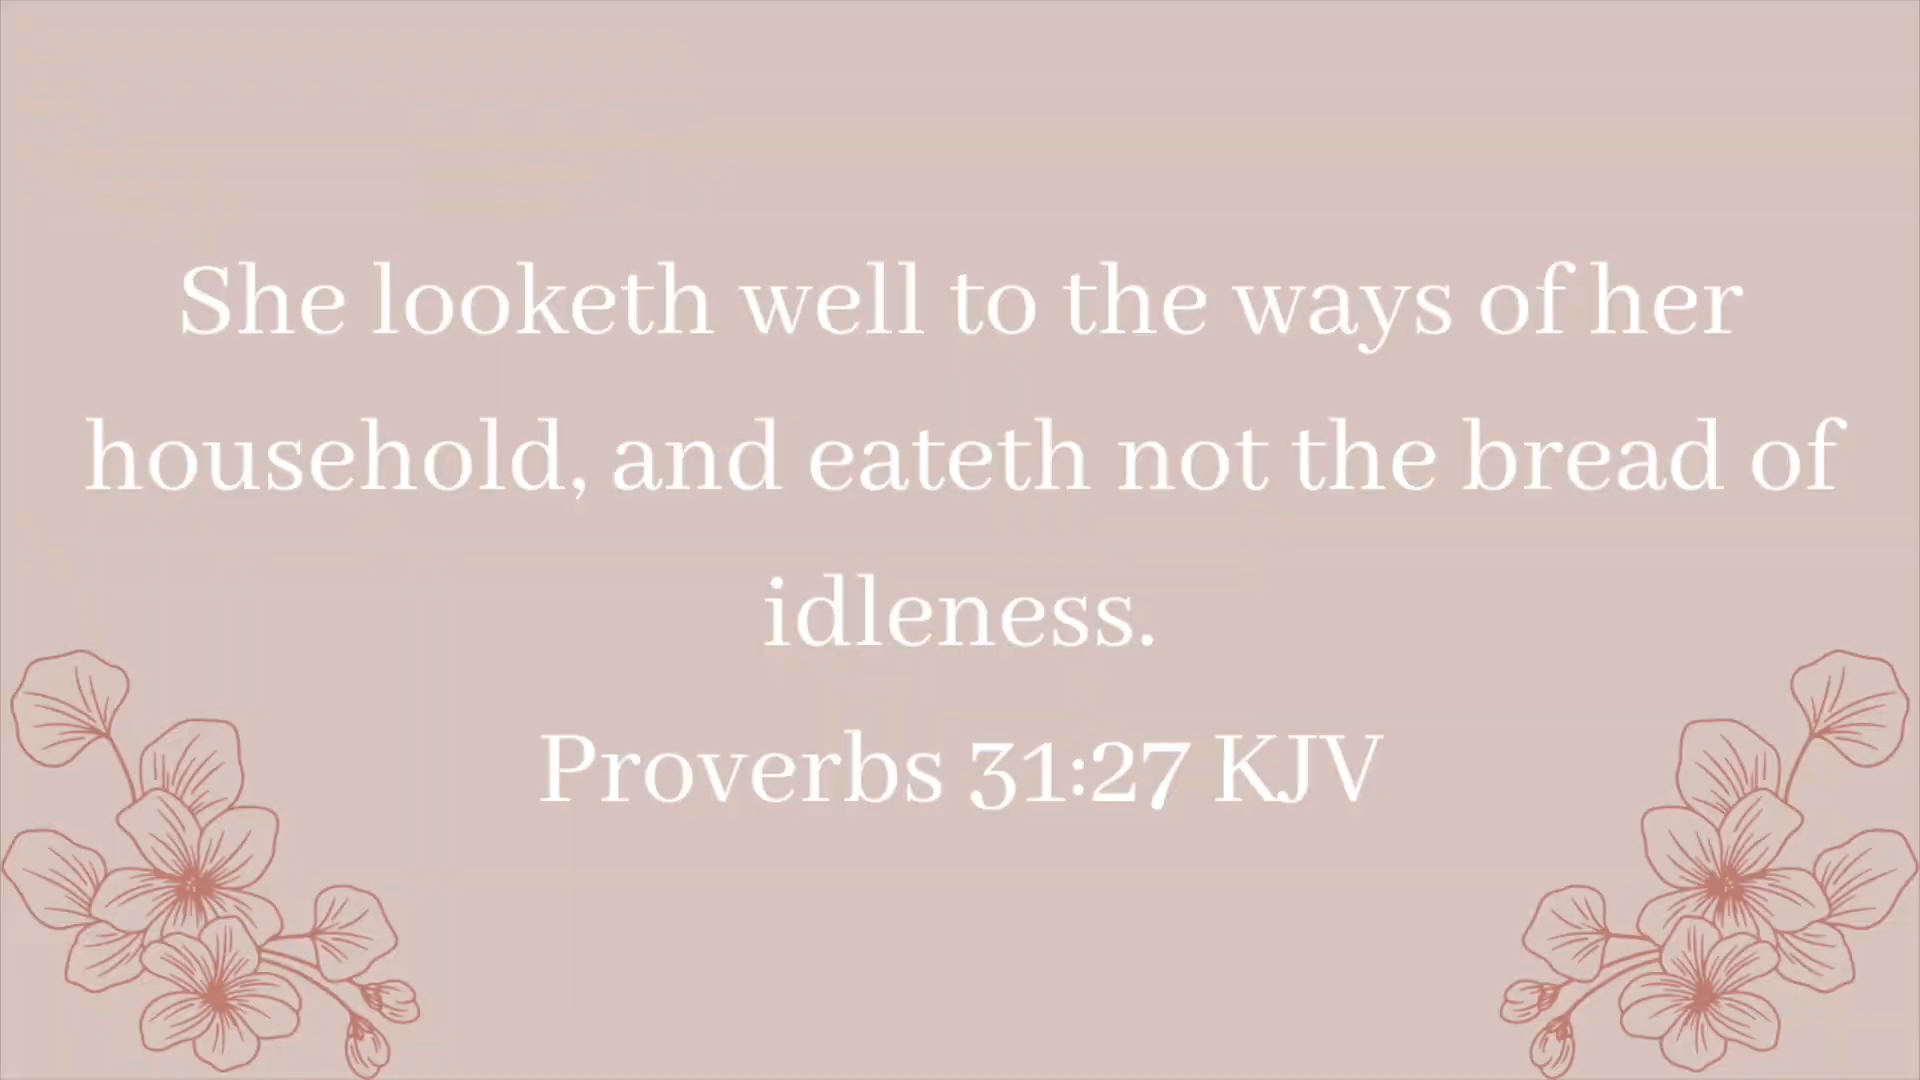 She looketh well to the ways of her
household, and eateth not the bread of
idleness.
Proverbs 31:27 KJV